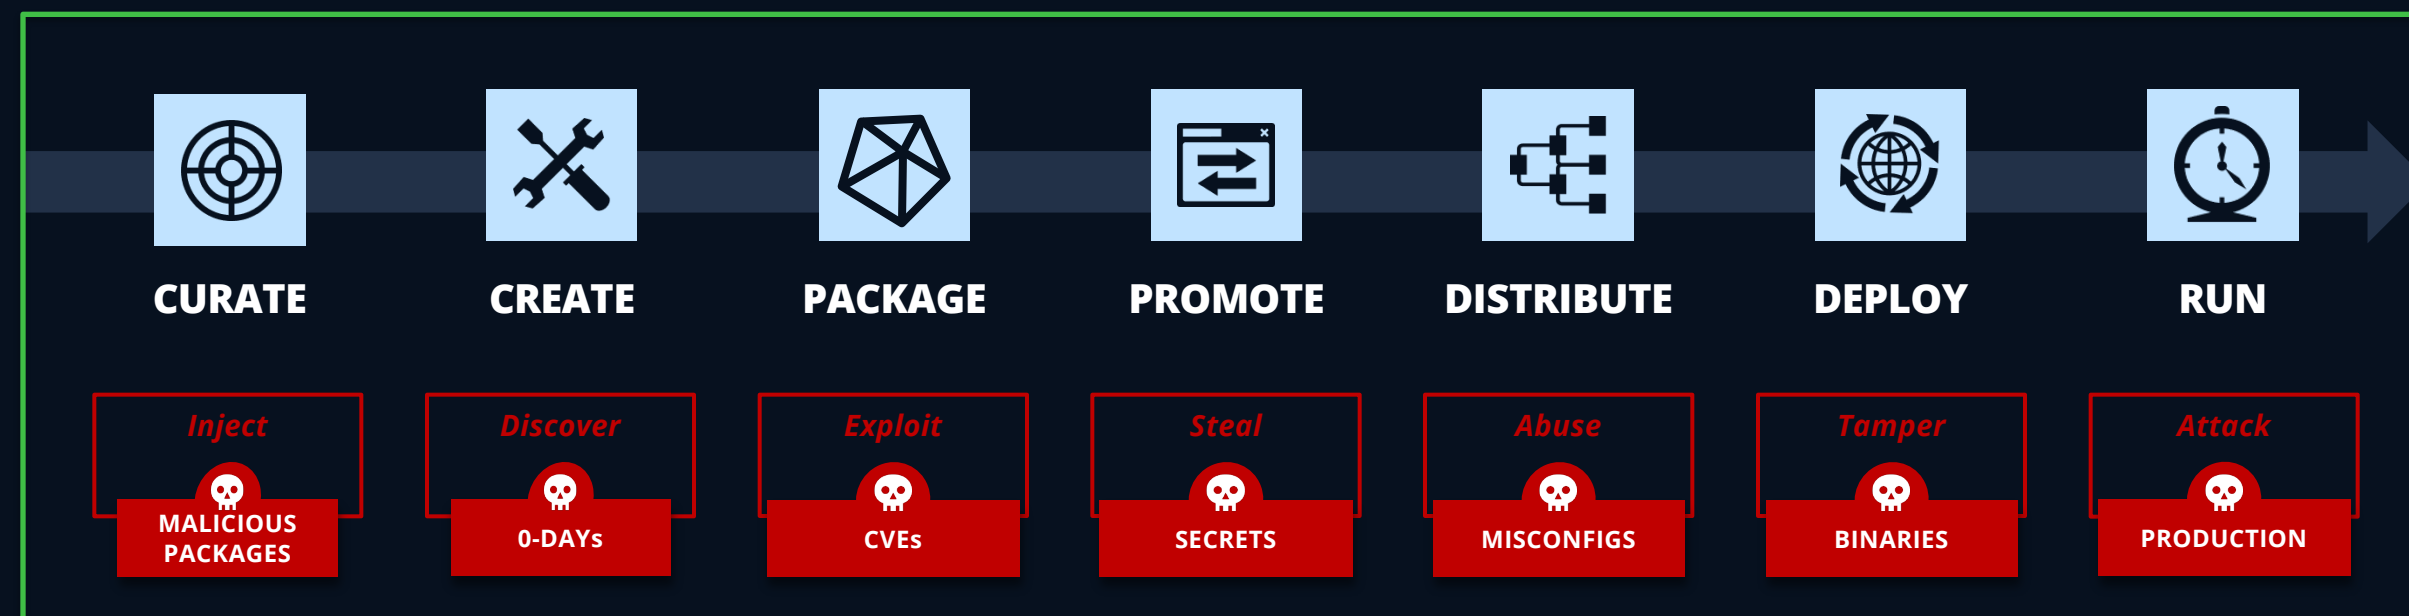 CURATE
CREATE
PACKAGE
PROMOTE
DISTRIBUTE
DEPLOY
RUN
Inject
MALICIOUS
PACKAGES
Discover
0-DAYs
Exploit
CVEs
Steal
SECRETS
Abuse
MISCONFIGS
Tamper
BINARIES
Attack
PRODUCTION